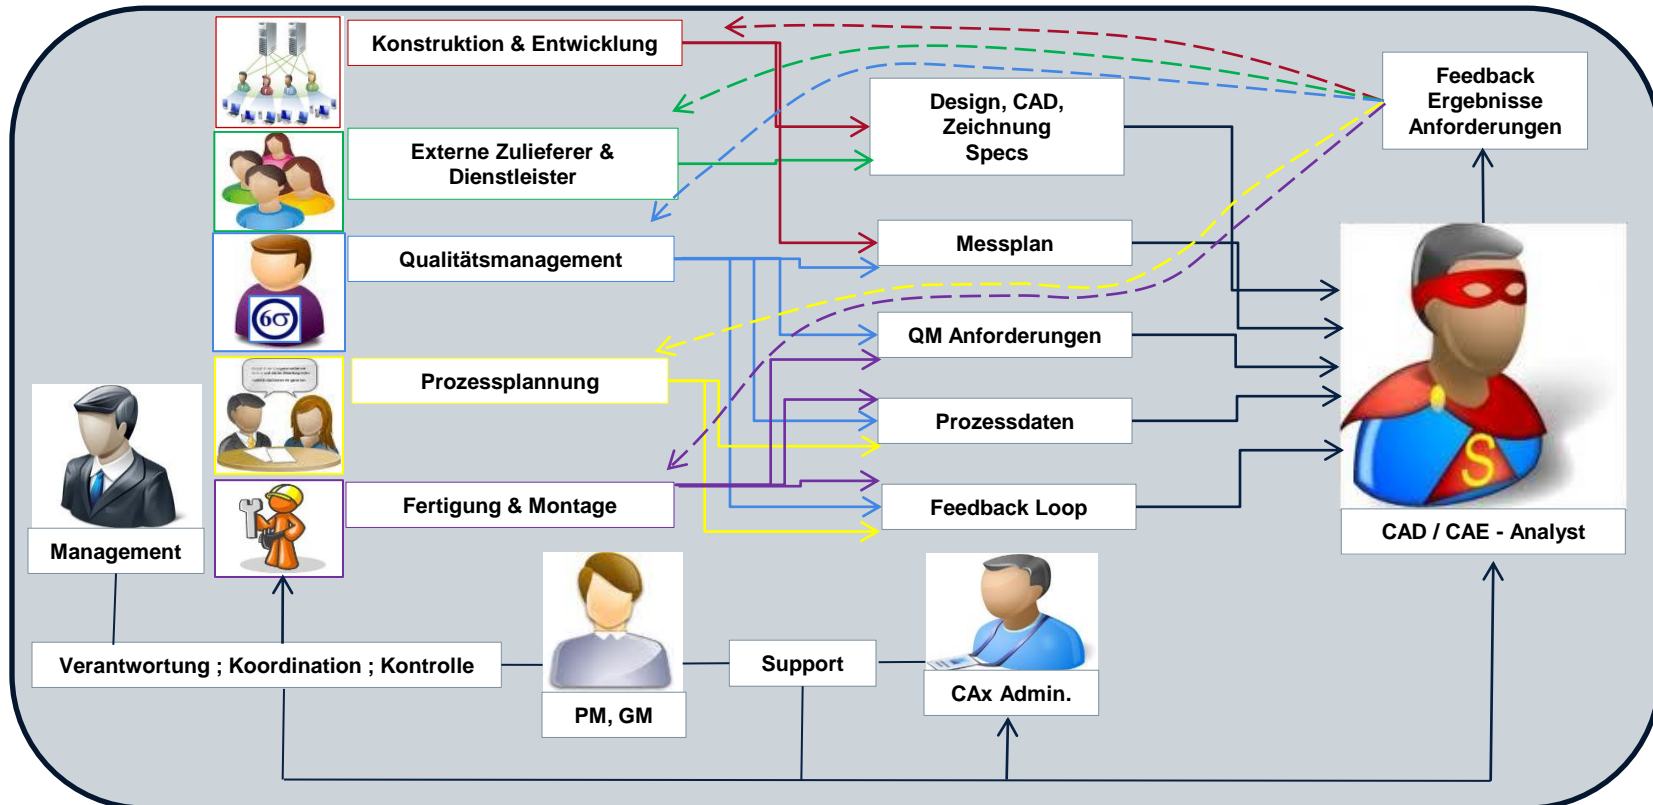 Konstruktion & Entwicklung
Externe Zulieferer &
Dienstleister
Qualitätsmanagement
6σ
Prozessplannung
Fertigung & Montage
Design, CAD,
Zeichnung
Specs
Messplan
QM Anforderungen
Prozessdaten
Feedback Loop
Feedback
Ergebnisse
Anforderungen
S
CAD / CAE - Analyst
Management
Verantwortung ; Koordination ; Kontrolle
PM, GM
Support
CAx Admin.